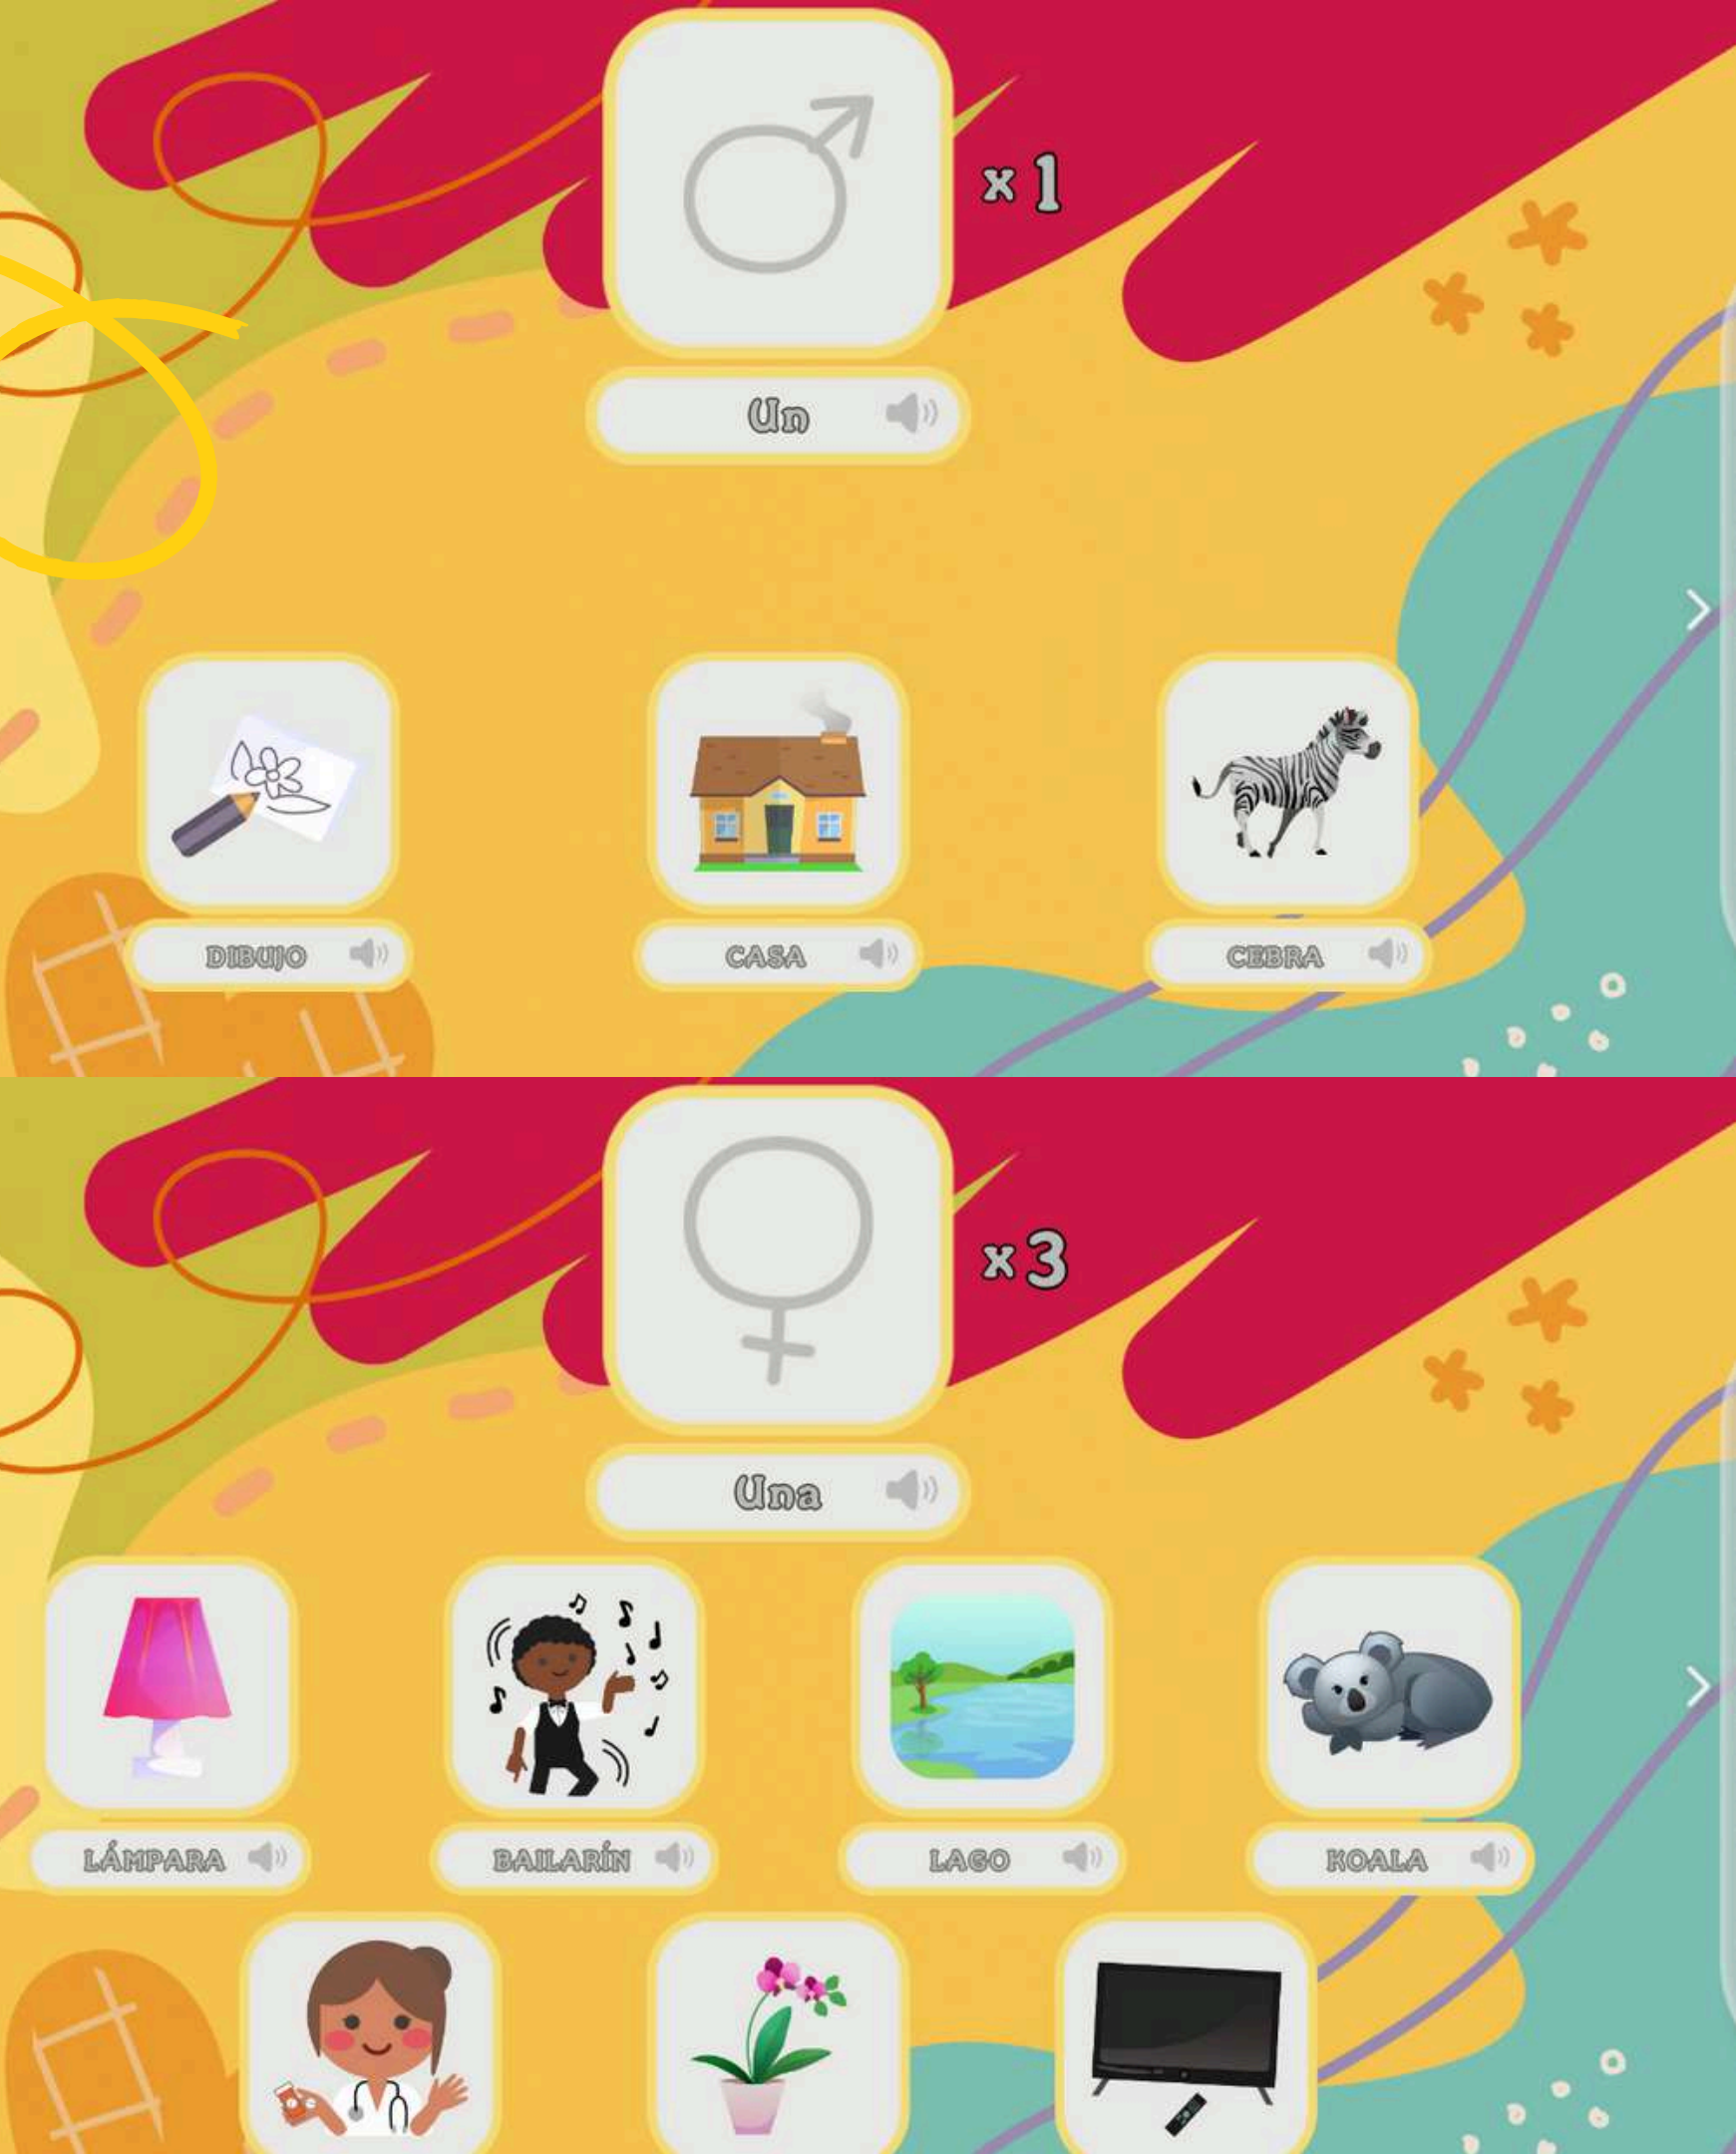 x 1
Un
DIBUJO
CASA
CEBRA
x 3
Una
LÁMPARA
BAILARÍN
LAGO
KOALA